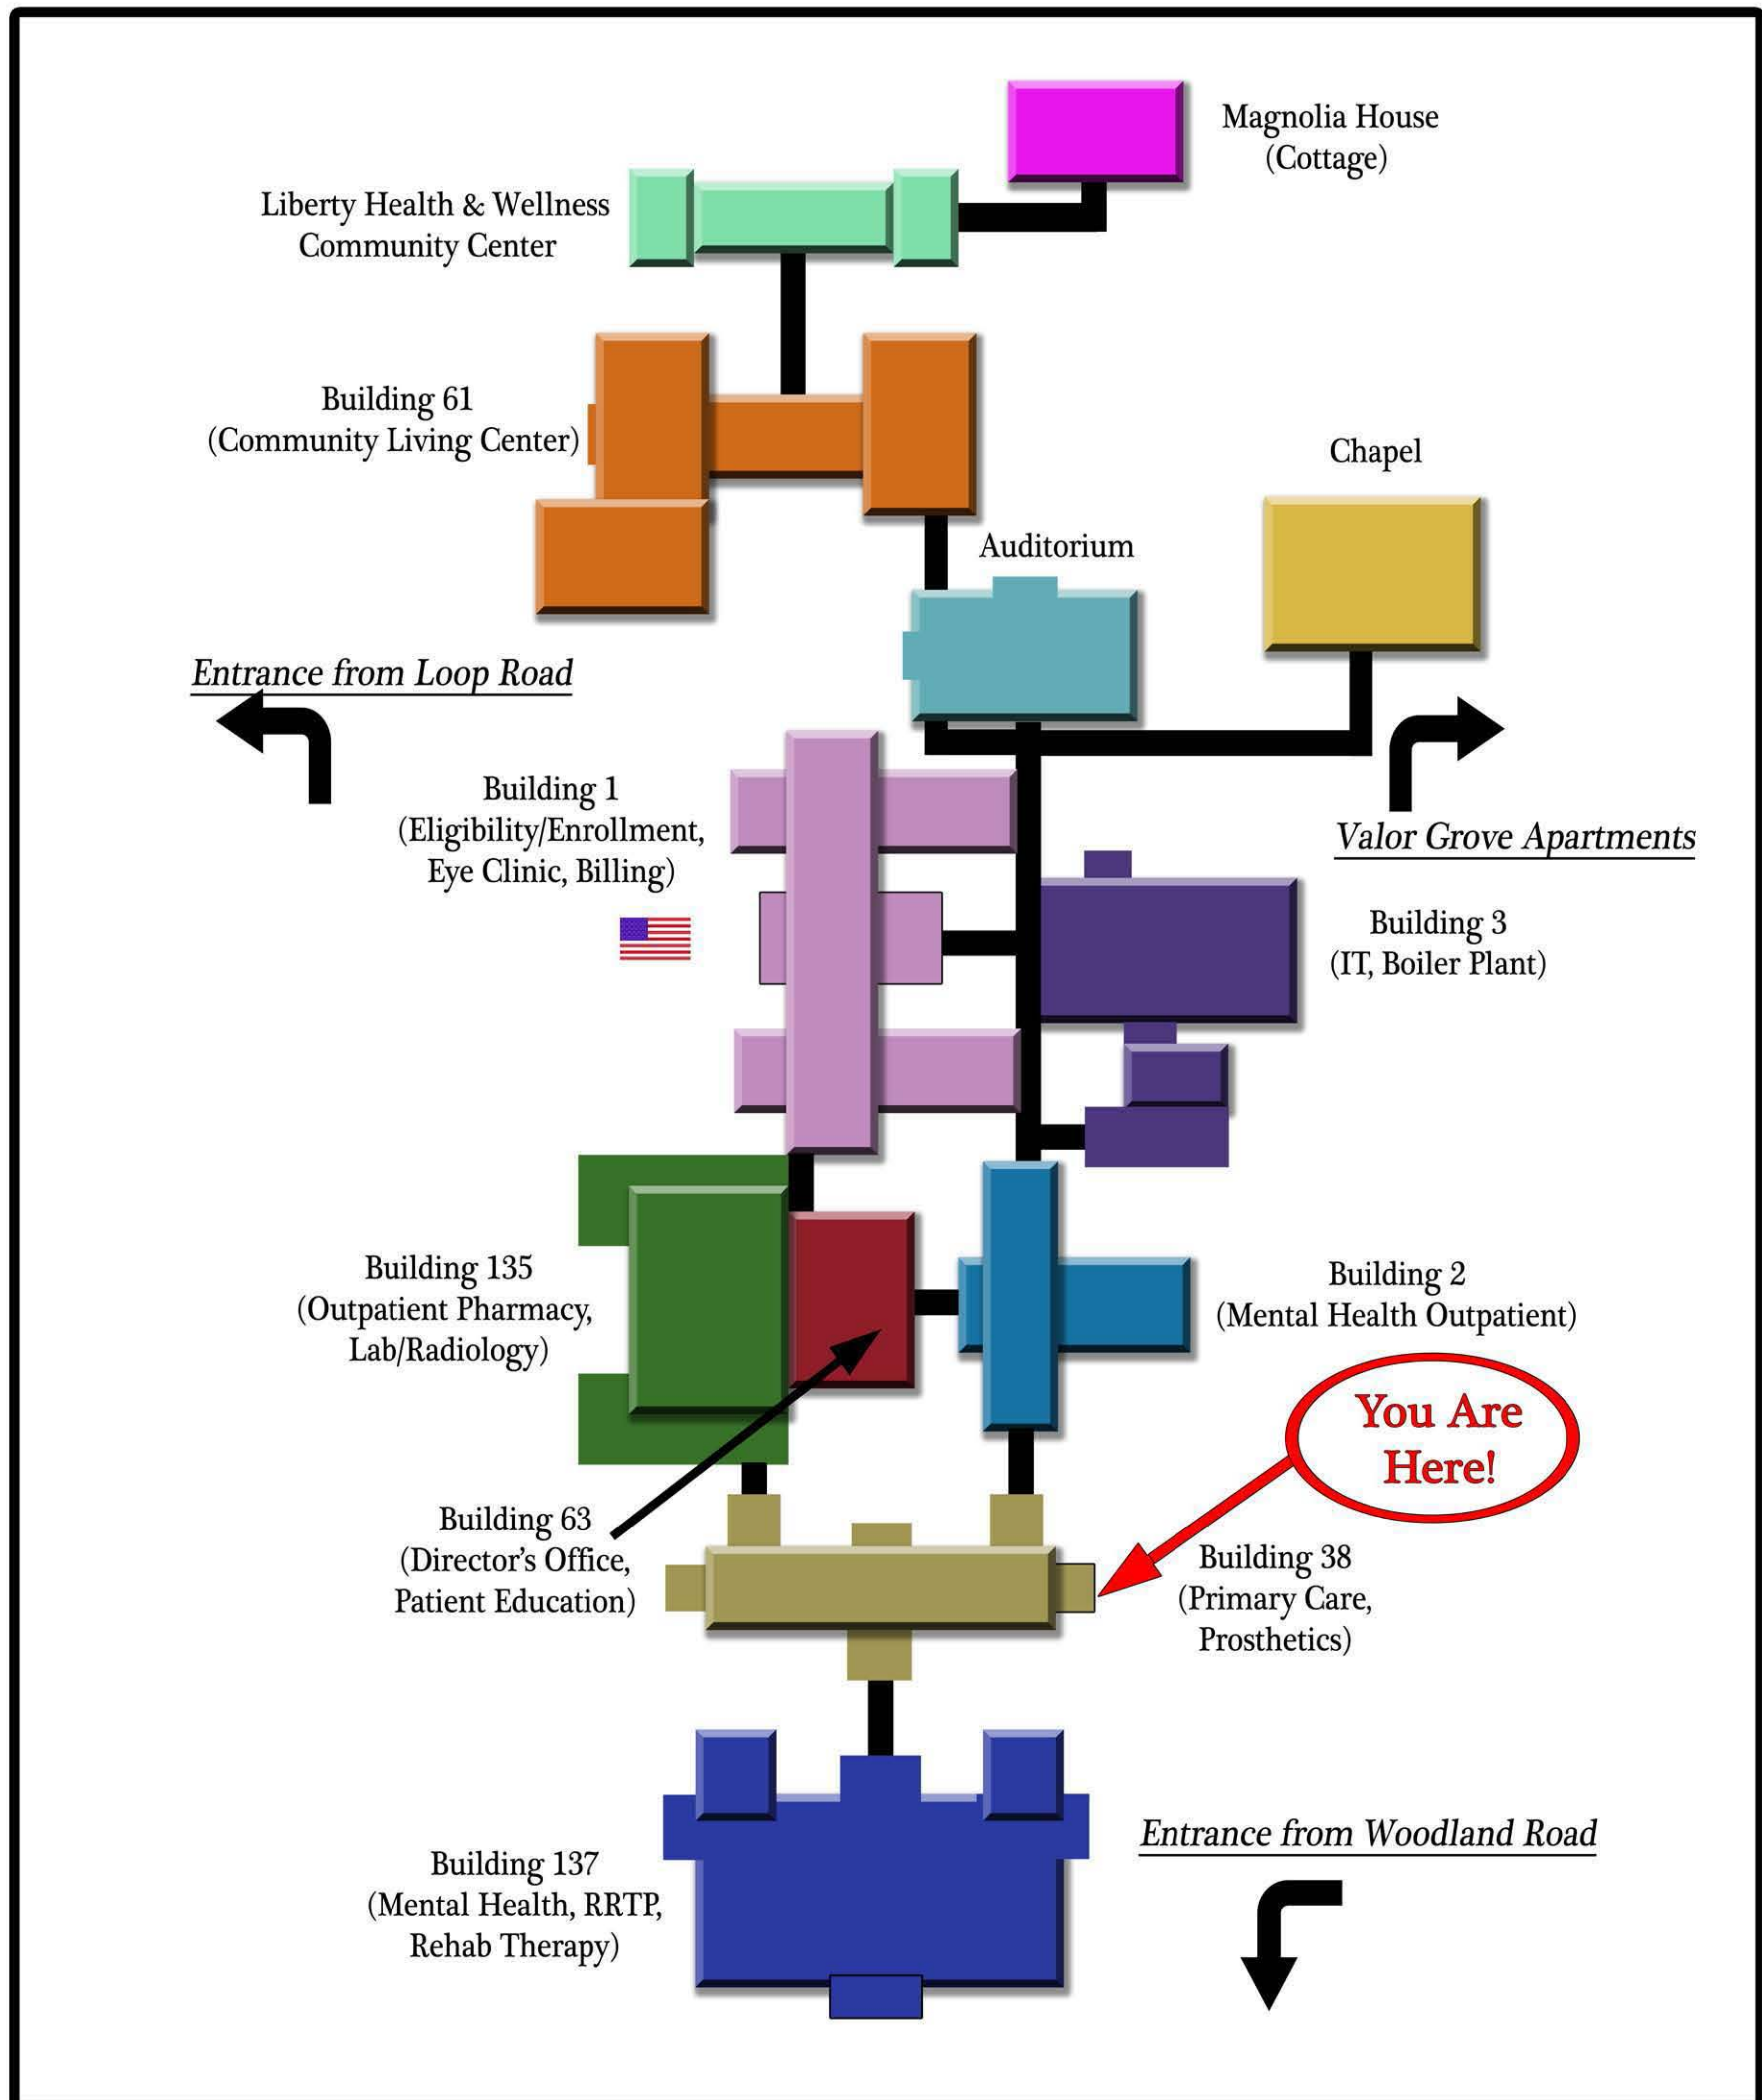 Magnolia House
(Cottage)
Liberty Health & Wellness
Community Center
Building 61
(Community Living Center)
Chapel
Auditorium
Entrance from Loop Road
Building 1
(Eligibility/Enrollment,
Eye Clinic, Billing)
Valor Grove Apartments
Building 3
(IT, Boiler Plant)
Building 135
(Outpatient Pharmacy,
Lab/Radiology)
Building 2
(Mental Health Outpatient)
You Are
Here!
Building 63
(Director’s Office,
Patient Education)
Building 38
(Primary Care,
Prosthetics)
Entrance from Woodland Road
Building 137
(Mental Health, RRTP,
Rehab Therapy)